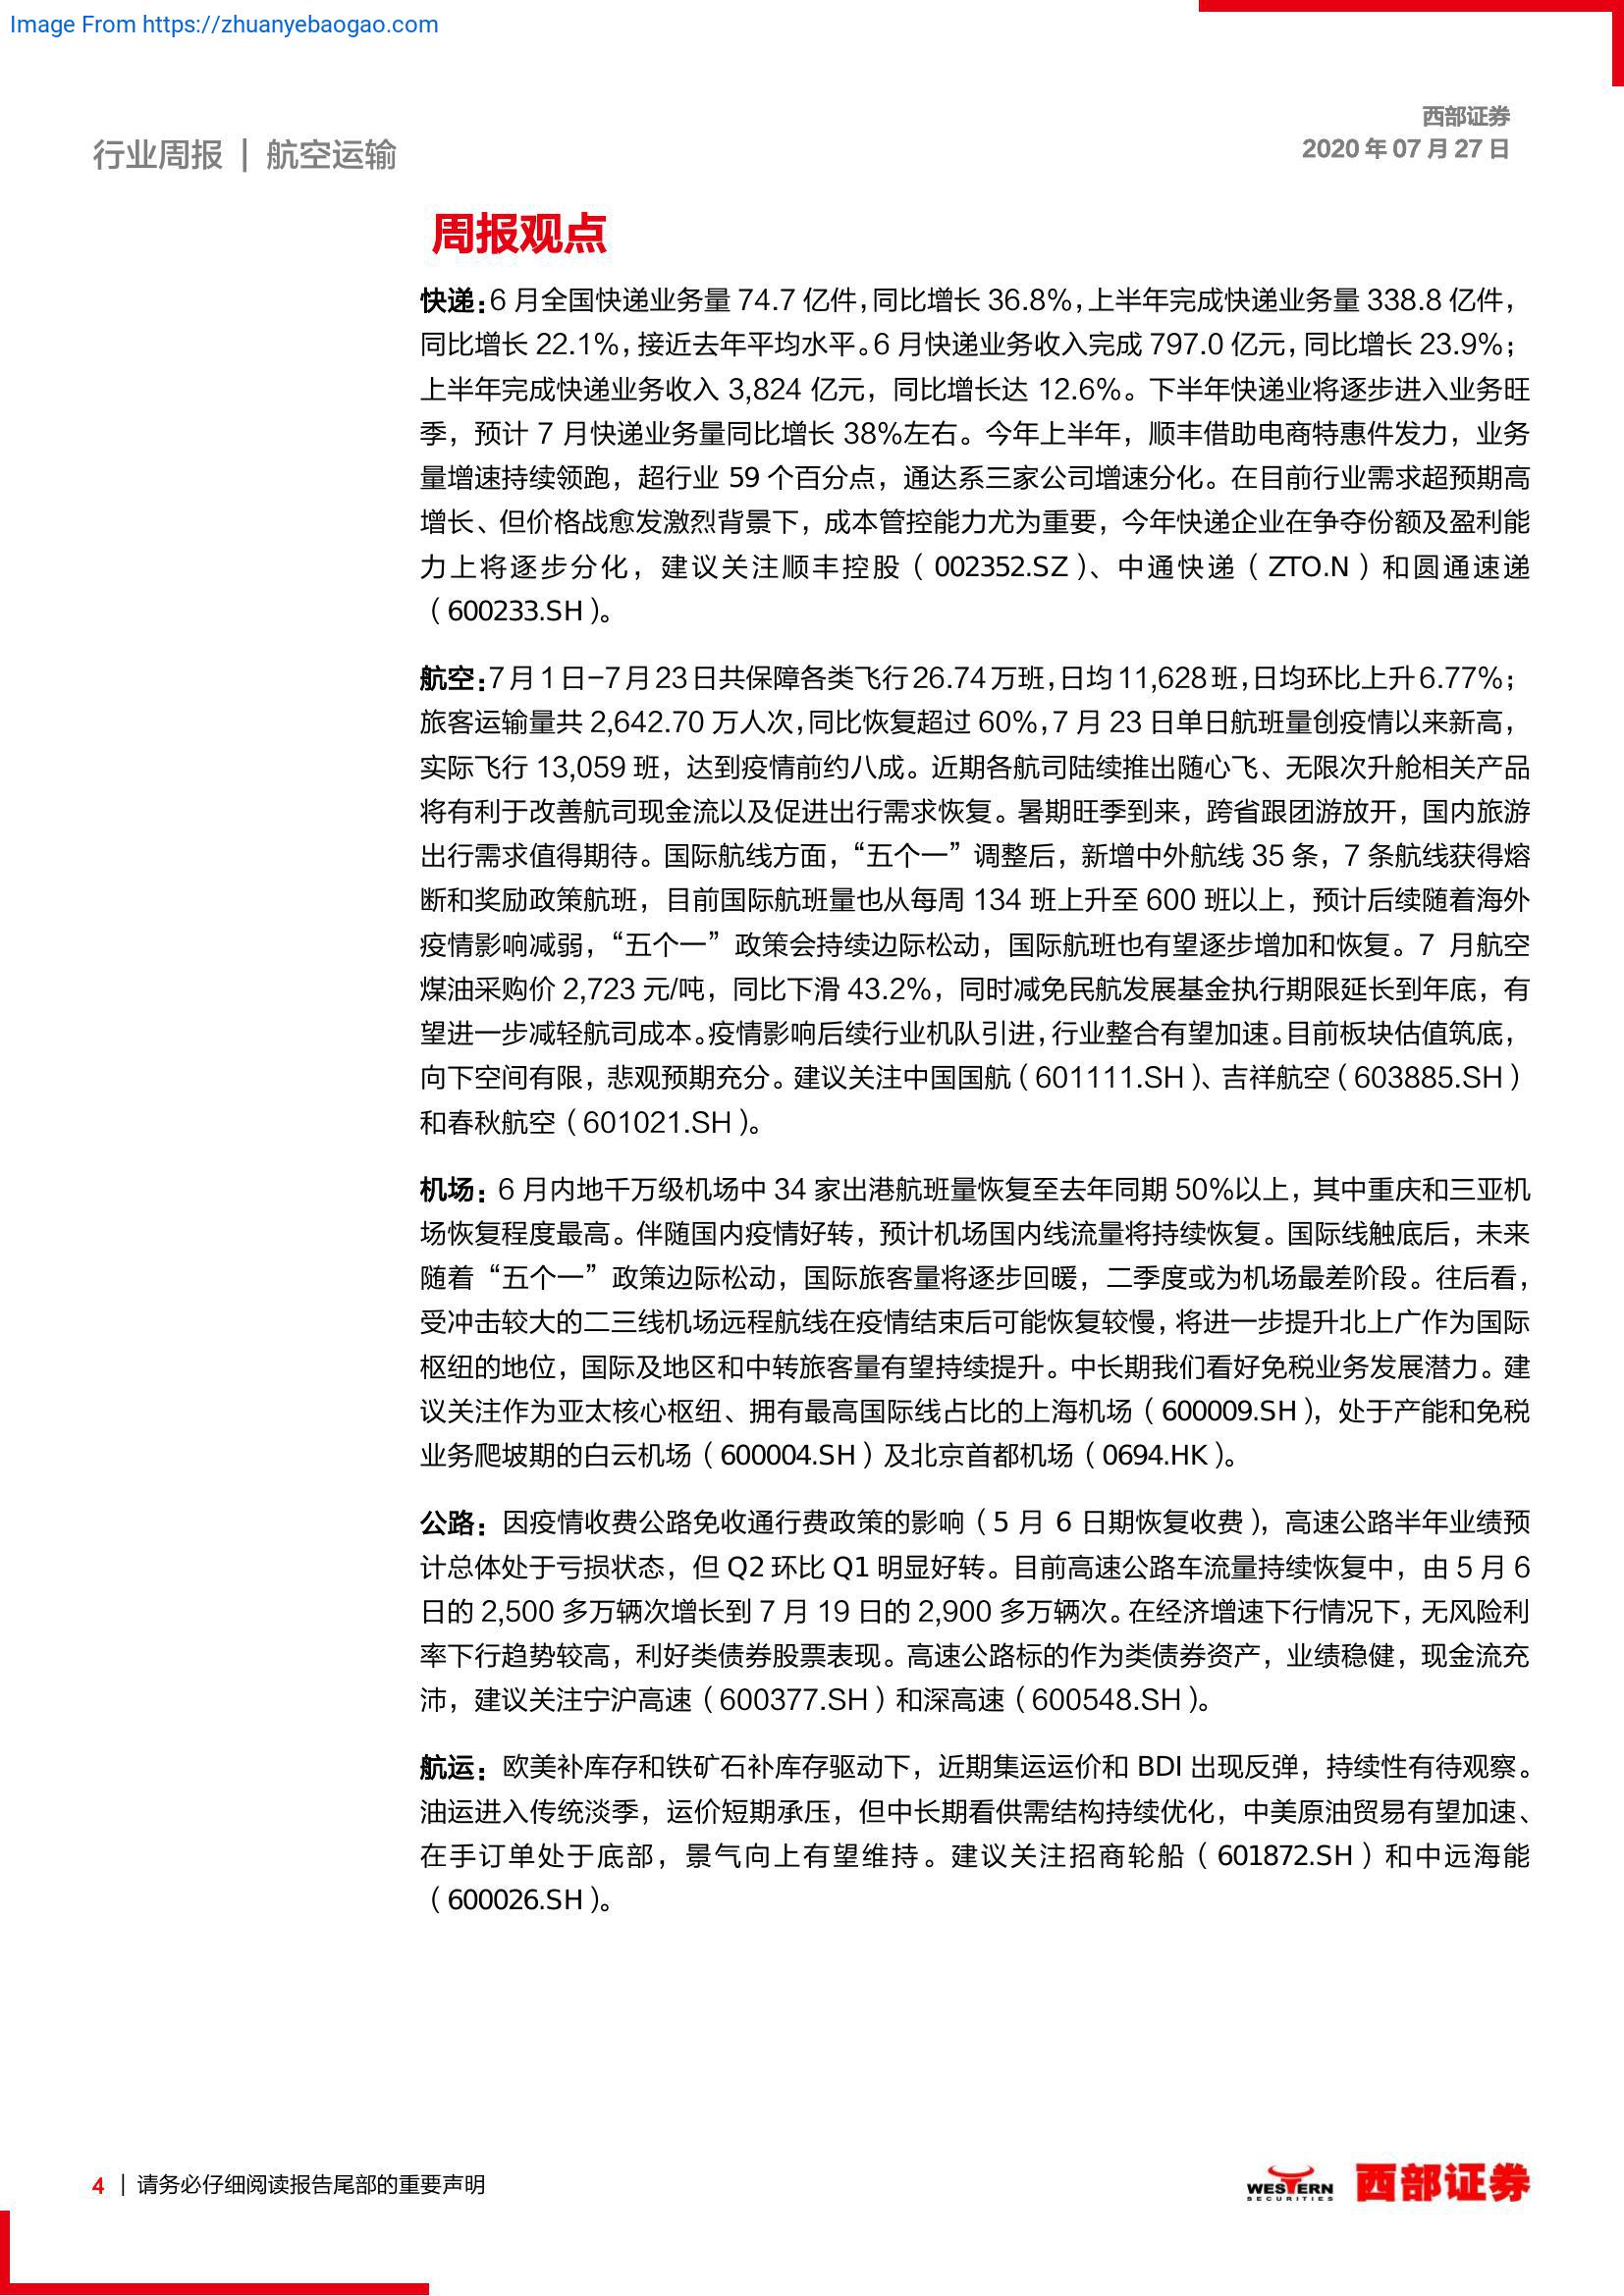 Image From https://zhuanyebaogao.com
西部证券
行业周报 | 航空运输
2020 年 07 月 27 日
周报观点
快递：6 月全国快递业务量 74.7 亿件，同比增长 36.8%，上半年完成快递业务量 338.8 亿件，
同比增长 22.1%，接近去年平均水平。6 月快递业务收入完成 797.0 亿元，同比增长 23.9%；
上半年完成快递业务收入 3,824 亿元，同比增长达 12.6%。下半年快递业将逐步进入业务旺
季，预计 7 月快递业务量同比增长 38%左右。今年上半年，顺丰借助电商特惠件发力，业务
量增速持续领跑，超行业 59 个百分点，通达系三家公司增速分化。在目前行业需求超预期高
增长、但价格战愈发激烈背景下，成本管控能力尤为重要，今年快递企业在争夺份额及盈利能
力上将逐步分化，建议关注顺丰控股（002352.SZ）、中通快递（ZTO.N）和圆通速递
（600233.SH）。
航空：7 月 1 日-7 月 23 日共保障各类飞行 26.74 万班，日均 11,628 班，日均环比上升 6.77%；
旅客运输量共 2,642.70 万人次，同比恢复超过 60%，7 月 23 日单日航班量创疫情以来新高，
实际飞行 13,059 班，达到疫情前约八成。近期各航司陆续推出随心飞、无限次升舱相关产品
将有利于改善航司现金流以及促进出行需求恢复。暑期旺季到来，跨省跟团游放开，国内旅游
出行需求值得期待。国际航线方面，“五个一”调整后，新增中外航线 35 条，7 条航线获得熔
断和奖励政策航班，目前国际航班量也从每周 134 班上升至 600 班以上，预计后续随着海外
疫情影响减弱，“五个一”政策会持续边际松动，国际航班也有望逐步增加和恢复。7 月航空
煤油采购价 2,723 元/吨，同比下滑 43.2%，同时减免民航发展基金执行期限延长到年底，有
望进一步减轻航司成本。疫情影响后续行业机队引进，行业整合有望加速。目前板块估值筑底，
向下空间有限，悲观预期充分。建议关注中国国航（601111.SH）、吉祥航空（603885.SH）
和春秋航空（601021.SH）。
机场：6 月内地千万级机场中 34 家出港航班量恢复至去年同期 50%以上，其中重庆和三亚机
场恢复程度最高。伴随国内疫情好转，预计机场国内线流量将持续恢复。国际线触底后，未来
随着“五个一”政策边际松动，国际旅客量将逐步回暖，二季度或为机场最差阶段。往后看，
受冲击较大的二三线机场远程航线在疫情结束后可能恢复较慢，将进一步提升北上广作为国际
枢纽的地位，国际及地区和中转旅客量有望持续提升。中长期我们看好免税业务发展潜力。建
议关注作为亚太核心枢纽、拥有最高国际线占比的上海机场（600009.SH），处于产能和免税
业务爬坡期的白云机场（600004.SH）及北京首都机场（0694.HK）。
公路：因疫情收费公路免收通行费政策的影响（5 月 6 日期恢复收费），高速公路半年业绩预
计总体处于亏损状态，但 Q2 环比 Q1 明显好转。目前高速公路车流量持续恢复中，由 5 月 6
日的 2,500 多万辆次增长到 7 月 19 日的 2,900 多万辆次。在经济增速下行情况下，无风险利
率下行趋势较高，利好类债券股票表现。高速公路标的作为类债券资产，业绩稳健，现金流充
沛，建议关注宁沪高速（600377.SH）和深高速（600548.SH）。
航运：欧美补库存和铁矿石补库存驱动下，近期集运运价和 BDI 出现反弹，持续性有待观察。
油运进入传统淡季，运价短期承压，但中长期看供需结构持续优化，中美原油贸易有望加速、
在手订单处于底部，景气向上有望维持。建议关注招商轮船（601872.SH）和中远海能
（600026.SH）。
4 | 请务必仔细阅读报告尾部的重要声明
WESTERN
SECURITIES
西部证券